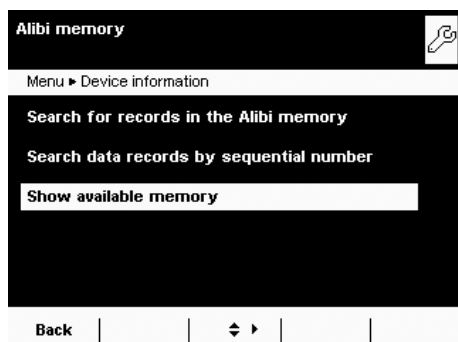 Alibi memory
Menu ▸ Device information
Search for records in the Alibi memory
Search data records by sequential number
Show available memory
Back